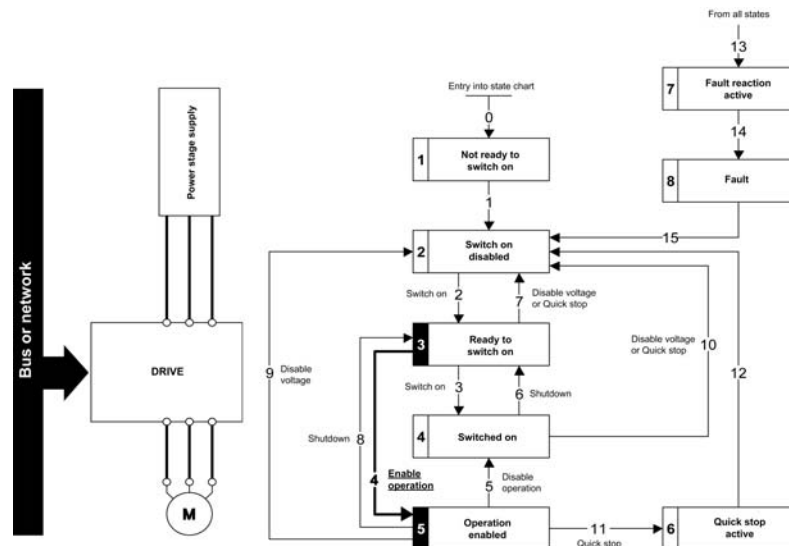 From all states
13
7
Fault reaction
active
14
8
Fault
15
Entry into state chart
0
1
Not ready to
switch on
1
2
Switch on
disabled
Switch on
2
7
Disable voltage
or Quick stop
3
Ready to
switch on
Switch on
3
6
Shutdown
4
Switched on
Disable voltage
or Quick stop
10
12
9
Disable
voltage
Shutdown
8
4
Enable
operation
5
Disable
operation
5
Operation
enabled
11
Quick stop
6
Quick stop
active
Bus or network
Power stage supply
DRIVE
M